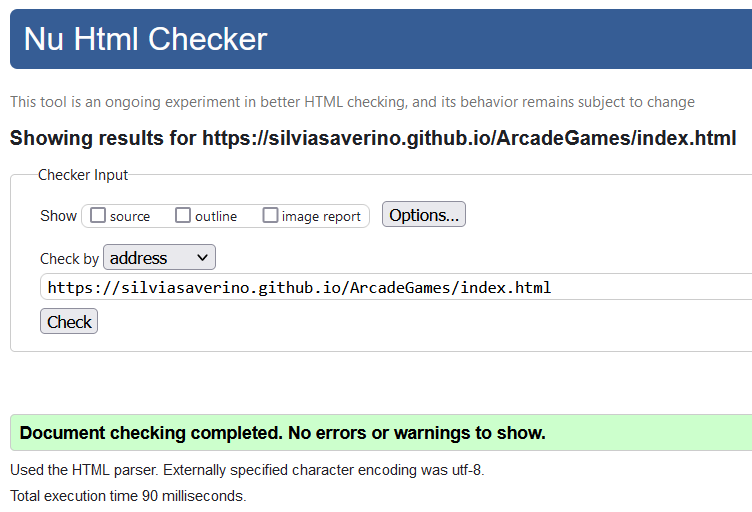 Nu Html Checker
This tool is an ongoing experiment in better HTML checking, and its behavior remains subject to change
Showing results for https://silviasaverino.github.io/ArcadeGames/index.html
Checker Input
Show source outline image report Options...
Check by address
https://silviasaverino.github.io/ArcadeGames/index.html
Check
Document checking completed. No errors or warnings to show.
Used the HTML parser. Externally specified character encoding was utf-8.
Total execution time 90 milliseconds.